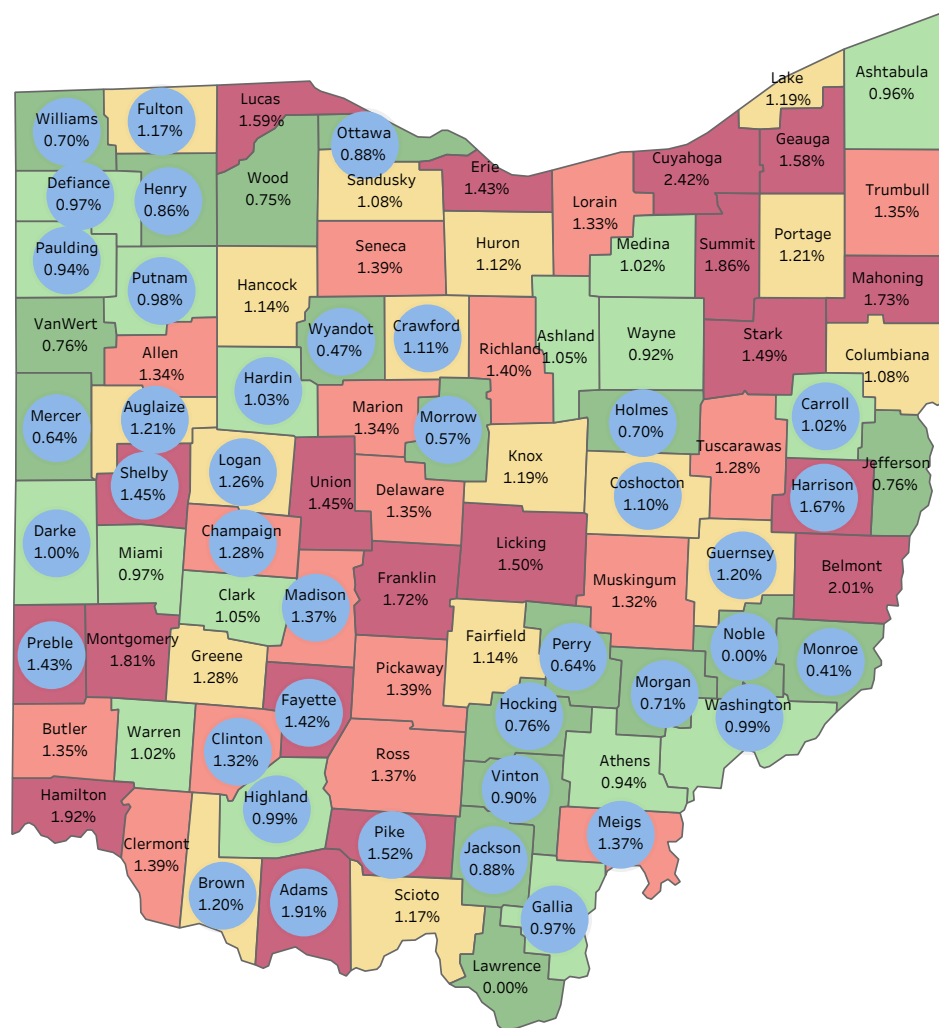 Ashtabula
0.96%
Lake
1.19%
Lucas
1.59%
Fulton
1.17%
Williams
0.70%
Ottawa
0.88%
Geauga
1.58%
Cuyahoga
2.42%
Erie
1.43%
Wood
0.75%
Sandusky
1.08%
Defiance
0.97%
Henry
0.86%
Lorain
1.33%
Trumbull
1.35%
Portage
1.21%
Medina
1.02%
Summit
1.86%
Seneca
1.39%
Huron
1.12%
Paulding
0.94%
Putnam
0.98%
Hancock
1.14%
Mahoning
1.73%
VanWert
0.76%
Wyandot
0.47%
Crawford
1.11%
Richland
1.40%
Ashland
1.05%
Wayne
0.92%
Stark
1.49%
Columbiana
1.08%
Allen
1.34%
Hardin
1.03%
Mercer
0.64%
Auglaize
1.21%
Marion
1.34%
Morrow
0.57%
Holmes
0.70%
Carroll
1.02%
Tuscarawas
1.28%
Jefferson
0.76%
Shelby
1.45%
Logan
1.26%
Union
1.45%
Delaware
1.35%
Knox
1.19%
Coshocton
1.10%
Harrison
1.67%
Darke
1.00%
Miami
0.97%
Champaign
1.28%
Licking
1.50%
Guernsey
1.20%
Belmont
2.01%
Clark
1.05%
Madison
1.37%
Franklin
1.72%
Muskingum
1.32%
Preble
1.43%
Montgomery
1.81%
Greene
1.28%
Fairfield
1.14%
Perry
0.64%
Noble
0.00%
Monroe
0.41%
Pickaway
1.39%
Morgan
0.71%
Washington
0.99%
Fayette
1.42%
Hocking
0.76%
Butler
1.35%
Warren
1.02%
Clinton
1.32%
Ross
1.37%
Athens
0.94%
Vinton
0.90%
Hamilton
1.92%
Highland
0.99%
Meigs
1.37%
Pike
1.52%
Clermont
1.39%
Jackson
0.88%
Brown
1.20%
Adams
1.91%
Scioto
1.17%
Gallia
0.97%
Lawrence
0.00%